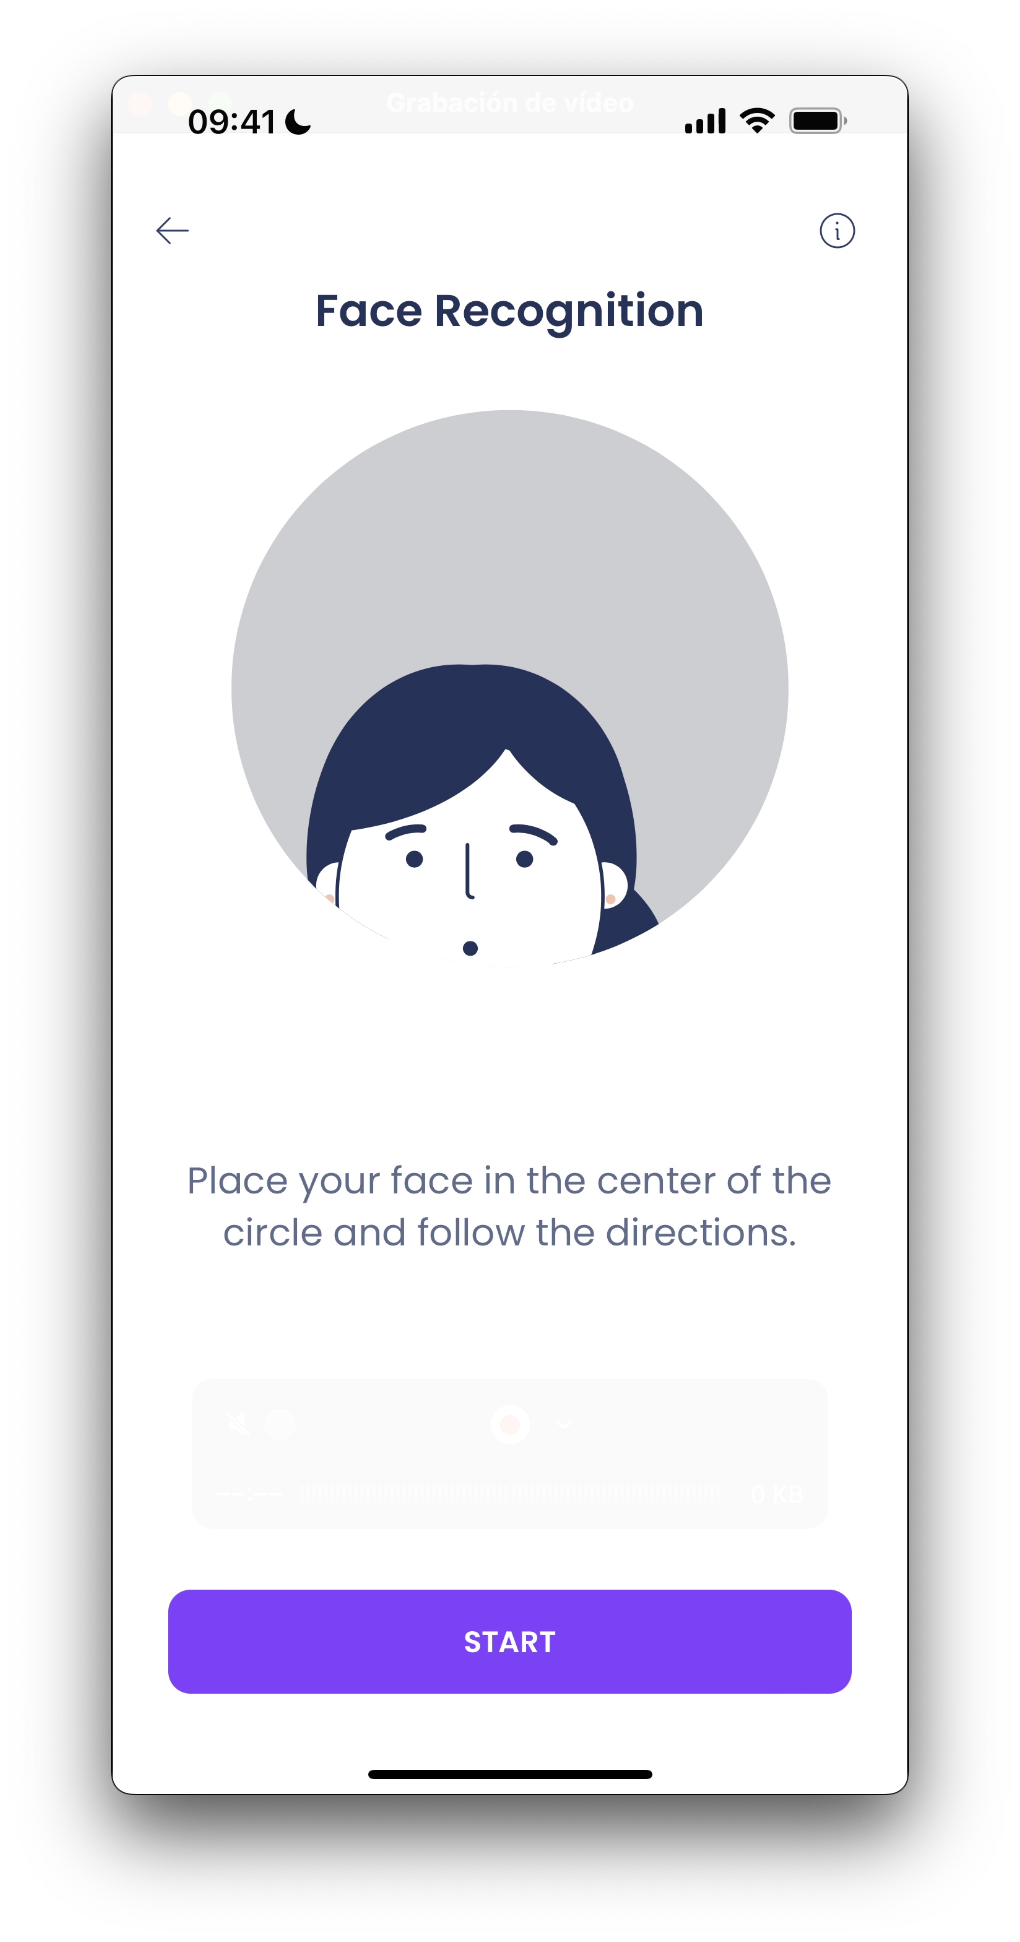 Grabación de vídeo
09:41
Face Recognition
Place your face in the center of the
circle and follow the directions.
--:--
0 KB
START